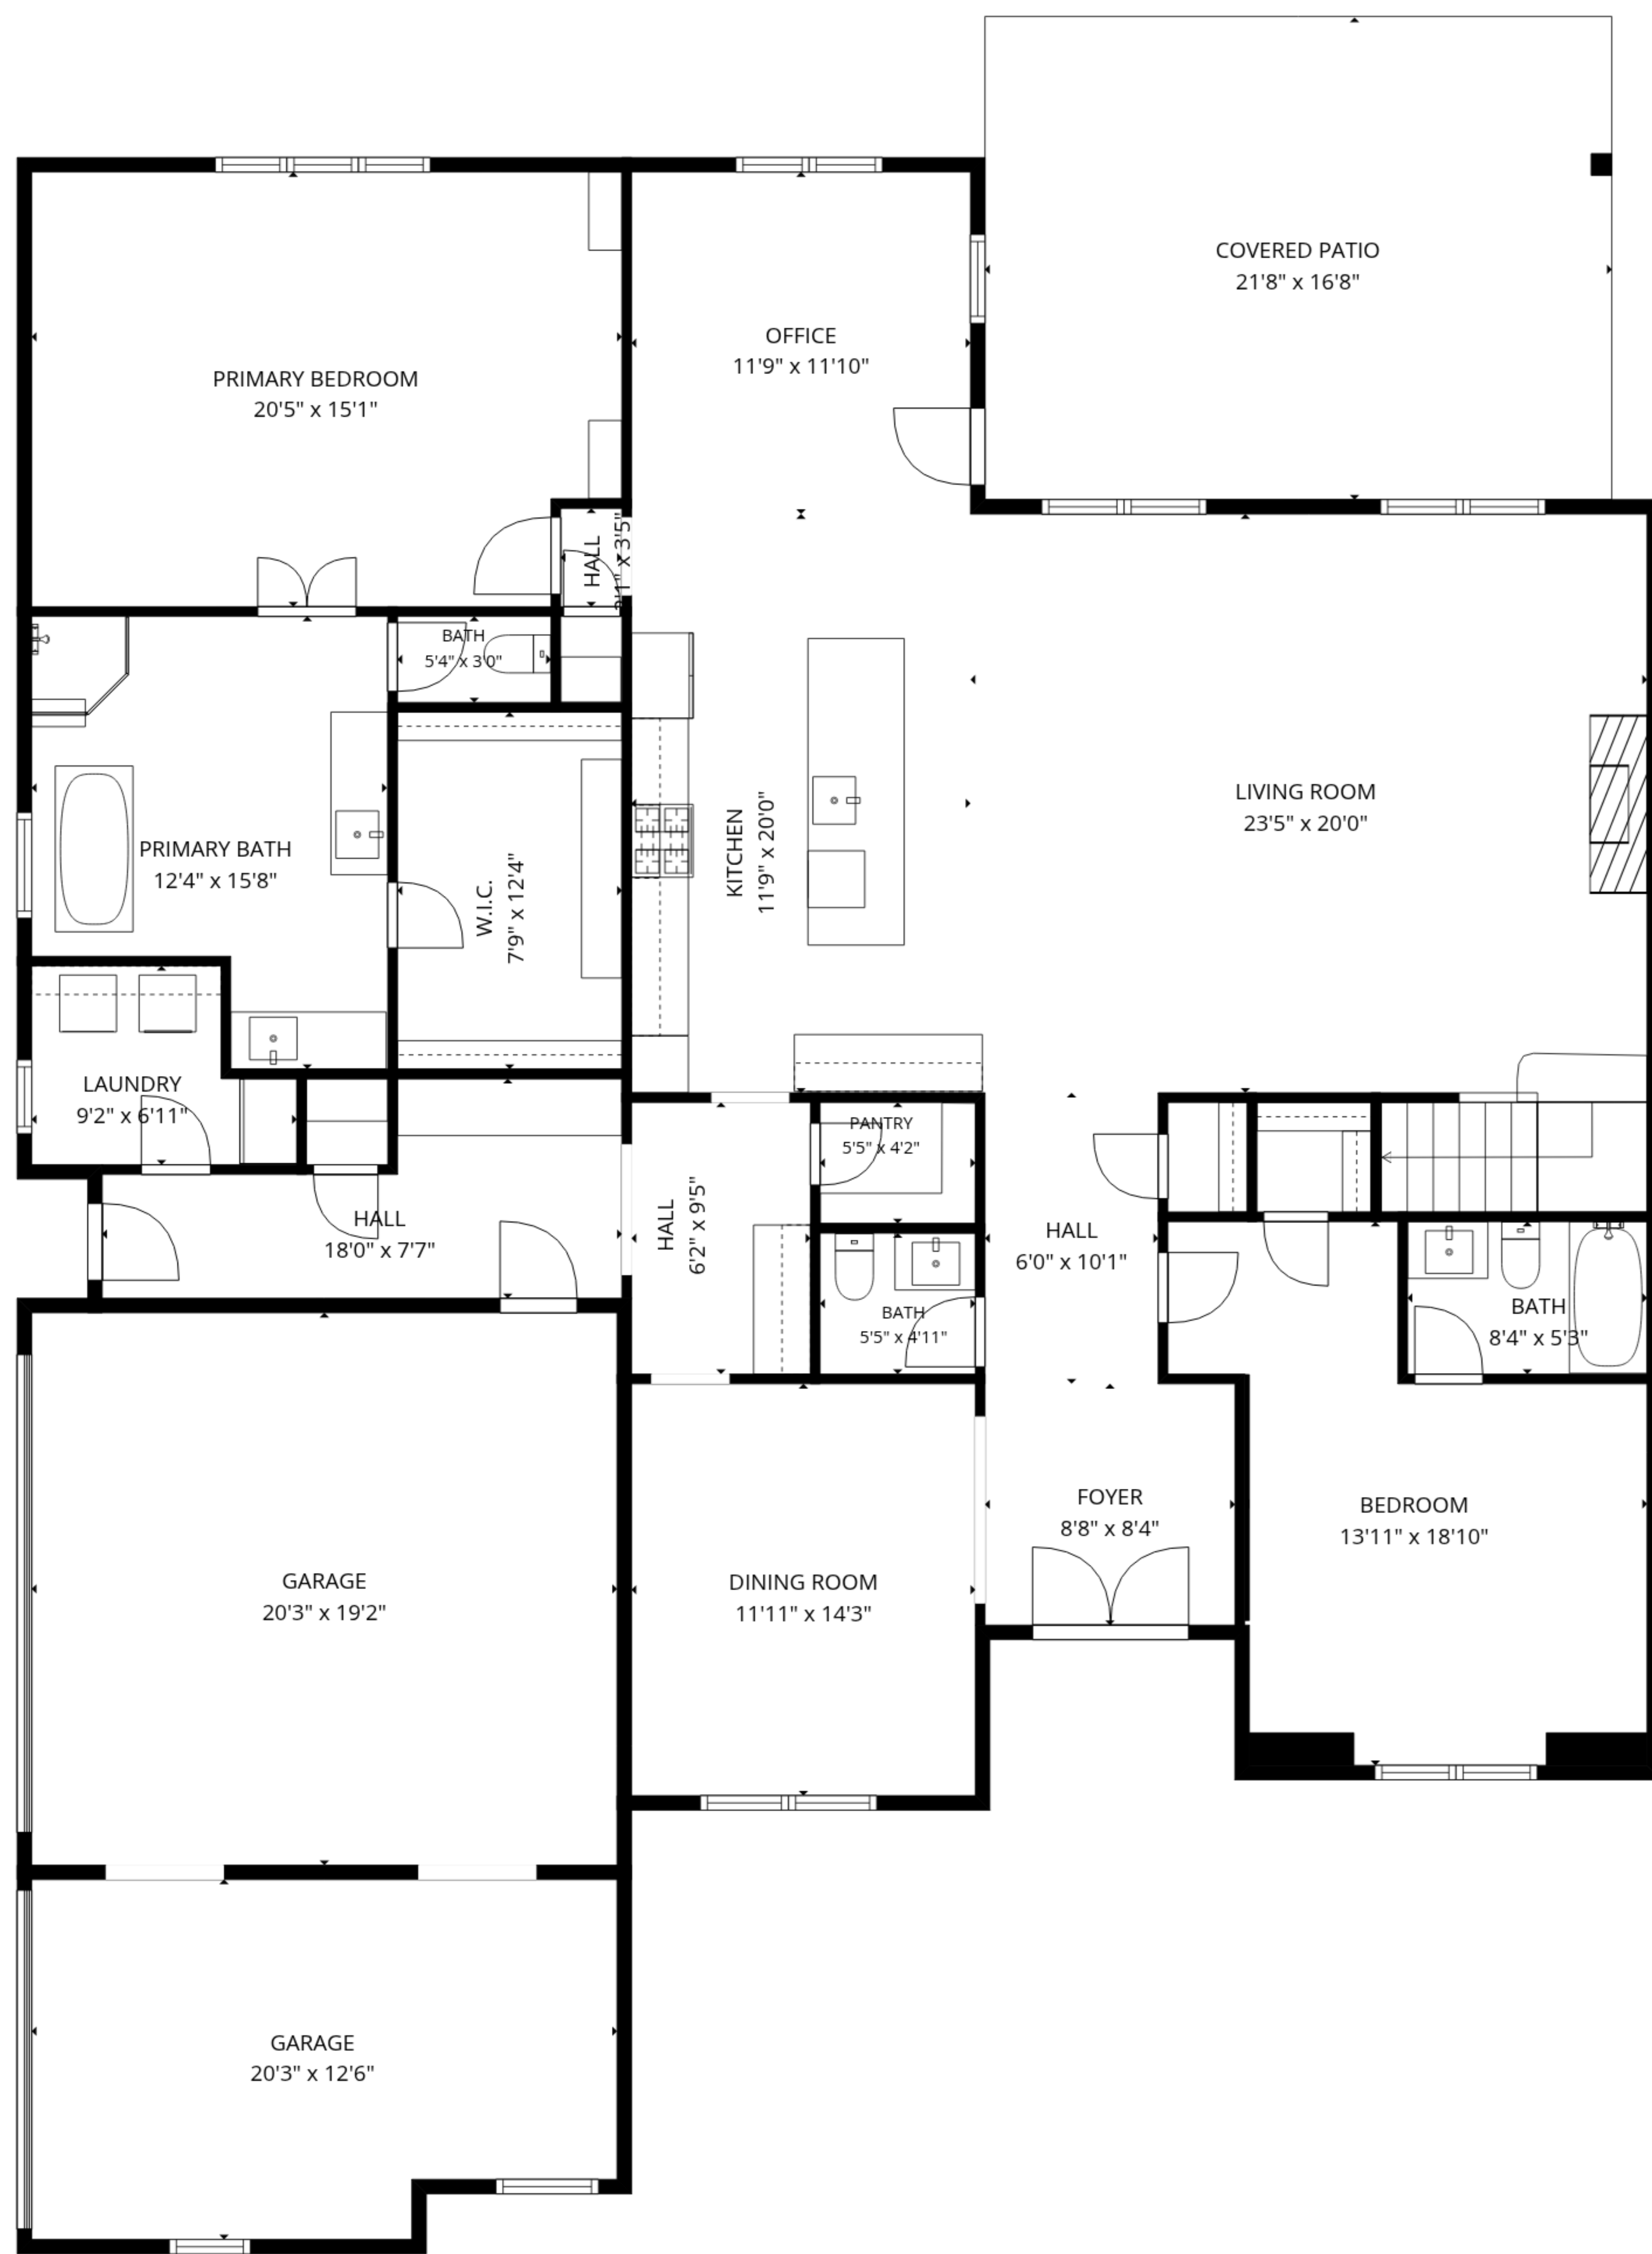 COVERED PATIO
21'8" x 16'8"
OFFICE
11'9" x 11'10"
PRIMARY BEDROOM
20'5" x 15'1"
HALL
x 3'5"
BATH
5'4" x 3'0"
LIVING ROOM
23'5" x 20'0"
KITCHEN
11'9" x 20'0"
PRIMARY BATH
12'4" x 15'8"
W.I.C.
7'9" x 12'4"
LAUNDRY
9'2" x 6'11"
PANTRY
5'5" x 4'2"
HALL
18'0" x 7'7"
HALL
6'2" x 9'5"
HALL
6'0" x 10'1"
BATH
5'5" x 4'11"
BATH
8'4" x 5'3"
FOYER
8'8" x 8'4"
BEDROOM
13'11" x 18'10"
GARAGE
20'3" x 19'2"
DINING ROOM
11'11" x 14'3"
GARAGE
20'3" x 12'6"